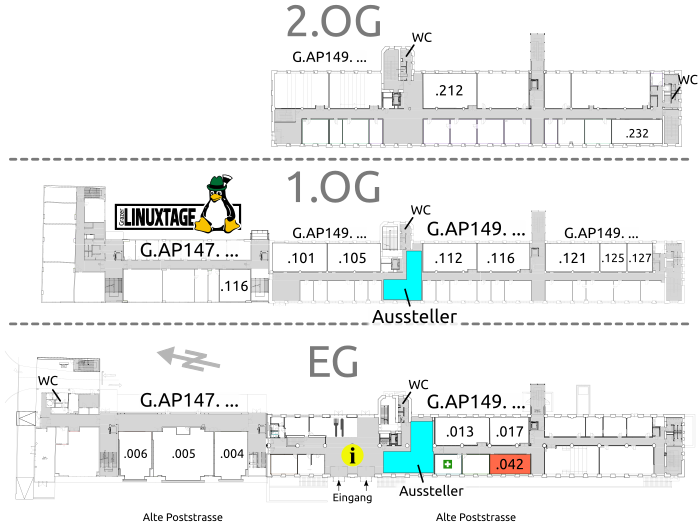 2.OG
WC
G.AP149. ...
WC
.212
.232
Grazer
LINUXTAGE
1.OG
WC
G.AP147. ...
G.AP149. ...
G.AP149. ...
G.AP149. ...
.101
.105
.112
.116
.121
.125
.127
.116
Aussteller
EG
WC
G.AP147. ...
WC
G.AP149. ...
.013
.017
.006
.005
.004
i
.042
Eingang
Aussteller
Alte Poststrasse
Alte Poststrasse